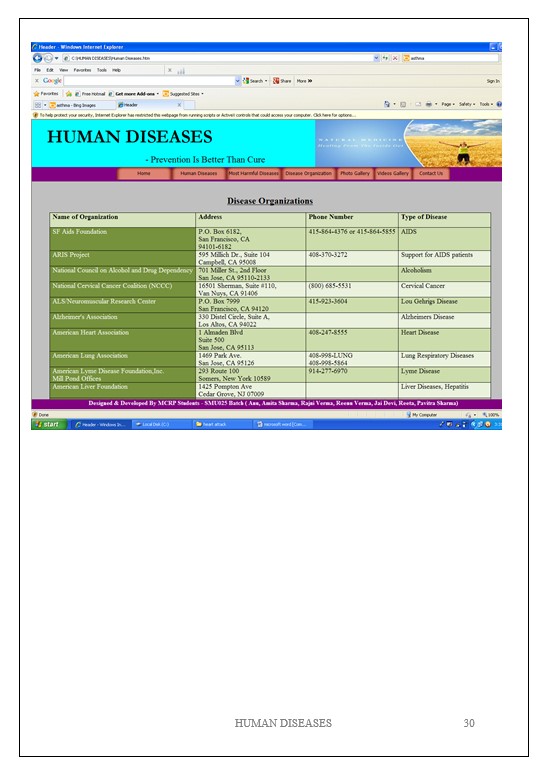 Header - Windows Internet Explorer
C:\HUMAN DISEASES\Human Diseases.htm
asthma
File Edit View Favorites Tools Help
x Google Search Share More »
Sign In
Favorites Free Hotmail Get more Add-ons Suggested Sites
asthma - Bing Images Header x
Page Safety Tools
To help protect your security, Internet Explorer has restricted this webpage from running scripts or ActiveX controls that could access your computer. Click here for options...
HUMAN DISEASES
- Prevention Is Better Than Cure
NATURAL MEDICINE
Home Human Diseases Most Harmful Diseases Disease Organization Photo Gallery Videos Gallery Contact Us
Disease Organizations
Name of Organization Address Phone Number Type of Disease
SF Aids Foundation P.O. Box 6182, 415-864-4376 or 415-864-5855 AIDS
San Francisco, CA
94101-6182
ARIS Project 595 Millich Dr., Suite 104 408-370-3272 Support for AIDS patients
Campbell, CA 95008
National Council on Alcohol and Drug Dependency 701 Miller St., 2nd Floor Alcoholism
San Jose, CA 95110-2133
National Cervical Cancer Coalition (NCCC) 16501 Sherman, Suite #110, (800) 685-5531 Cervical Cancer
Van Nuys, CA 91406
ALS/Neuromuscular Research Center P.O. Box 7999 415-923-3604 Lou Gehrigs Disease
San Francisco, CA 94120
Alzheimer's Association 330 Distel Circle, Suite A, Alzheimers Disease
Los Altos, CA 94022
American Heart Association 1 Almaden Blvd 408-247-8555 Heart Disease
Suite 500
San Jose, CA 95113
American Lung Association 1469 Park Ave. 408-998-LUNG Lung Respiratory Diseases
San Jose, CA 95126 408-998-5864
American Lyme Disease Foundation,Inc. 293 Route 100 914-277-6970 Lyme Disease
Mill Pond Offices Somers, New York 10589
American Liver Foundation 1425 Pompton Ave Liver Diseases, Hepatitis
Cedar Grove, NJ 07009
Designed & Developed By MCRP Students - SMU025 Batch ( Anu, Amita Sharma, Rajni Verma, Reenu Verma, Jai Devi, Reeta, Pavitra Sharma)
Done My Computer 100%
start Header - Windows In... Local Disk (C:) heart attack microsoft word [Com...
HUMAN DISEASES 30